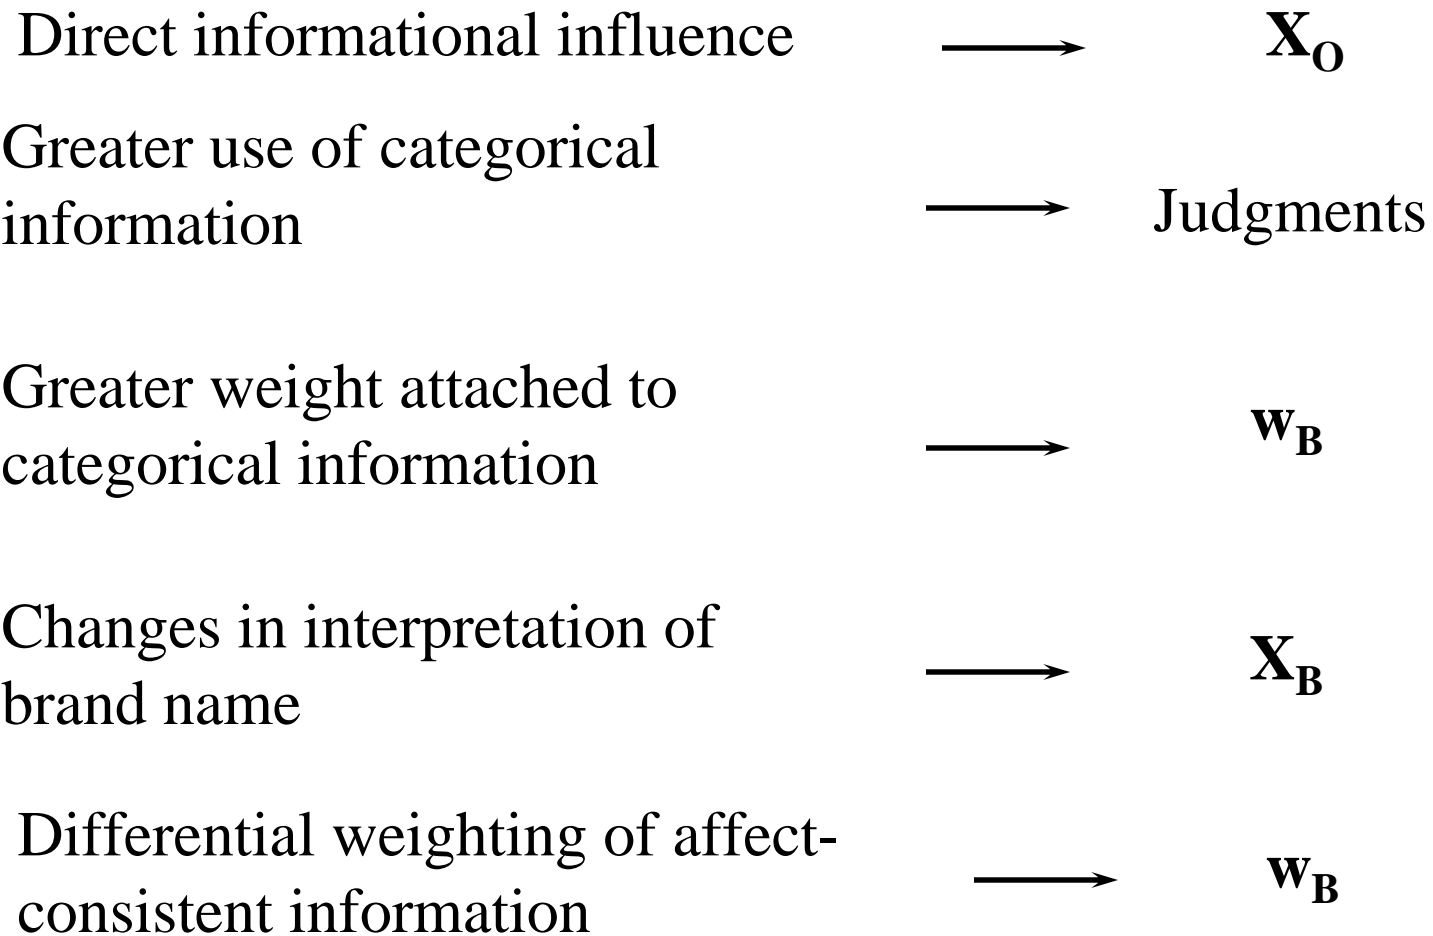 Direct informational influence → X_O
Greater use of categorical
information → Judgments
Greater weight attached to
categorical information → w_B
Changes in interpretation of
brand name → X_B
Differential weighting of affect-
consistent information → w_B